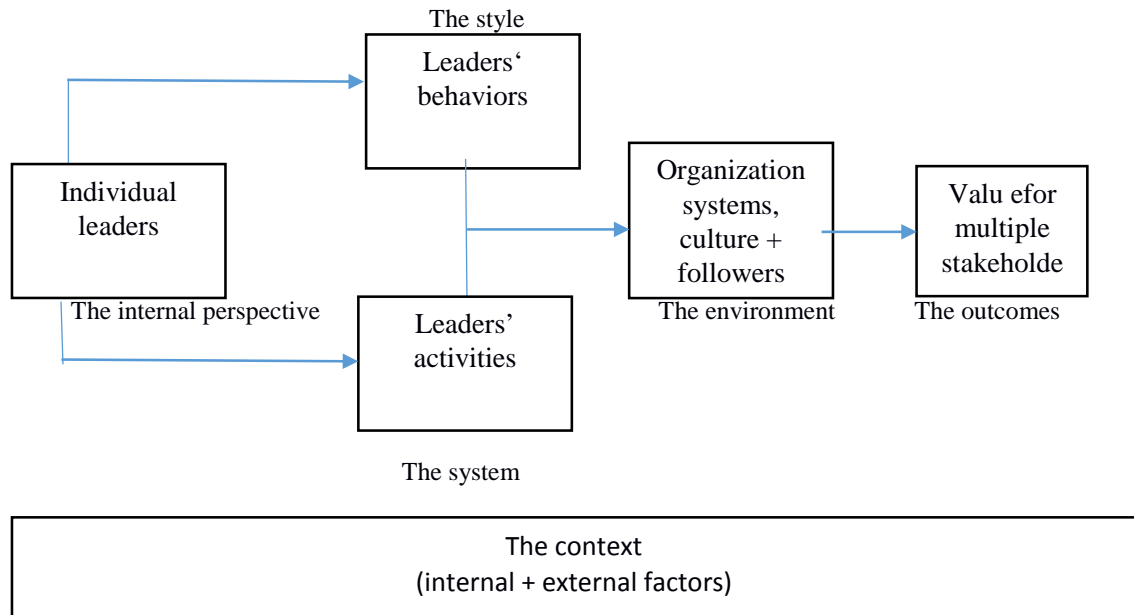 The style
Leaders‘
behaviors
Individual
leaders
The internal perspective
Leaders’
activities
The system
Organization
systems,
culture +
followers
The environment
Valu efor
multiple
stakeholde
The outcomes
The context
(internal + external factors)